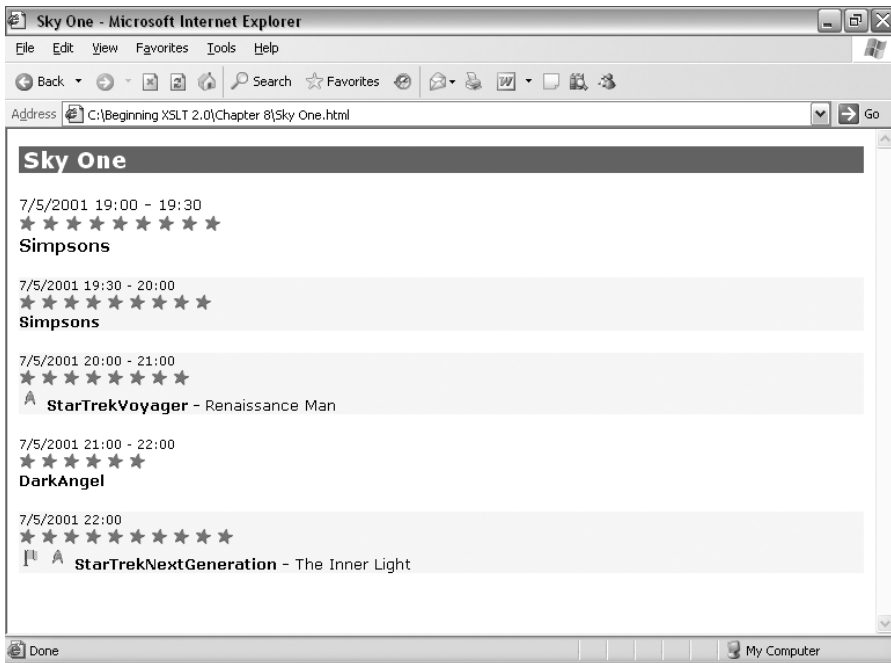 Sky One - Microsoft Internet Explorer
File Edit View Favorites Tools Help
Back Search Favorites
Address C:\Beginning XSLT 2.0\Chapter 8\Sky One.html Go
Sky One
7/5/2001 19:00 - 19:30
Simpsons
7/5/2001 19:30 - 20:00
Simpsons
7/5/2001 20:00 - 21:00
StarTrekVoyager - Renaissance Man
7/5/2001 21:00 - 22:00
DarkAngel
7/5/2001 22:00
StarTrekNextGeneration - The Inner Light
Done My Computer